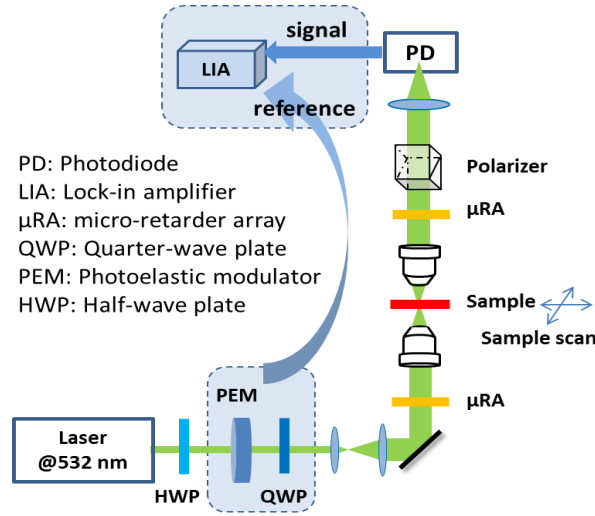 signal
PD
LIA
reference
PD: Photodiode
LIA: Lock-in amplifier
μRA: micro-retarder array
QWP: Quarter-wave plate
PEM: Photoelastic modulator
HWP: Half-wave plate
Polarizer
μRA
Sample
Sample scan
μRA
PEM
Laser
@532 nm
HWP
QWP